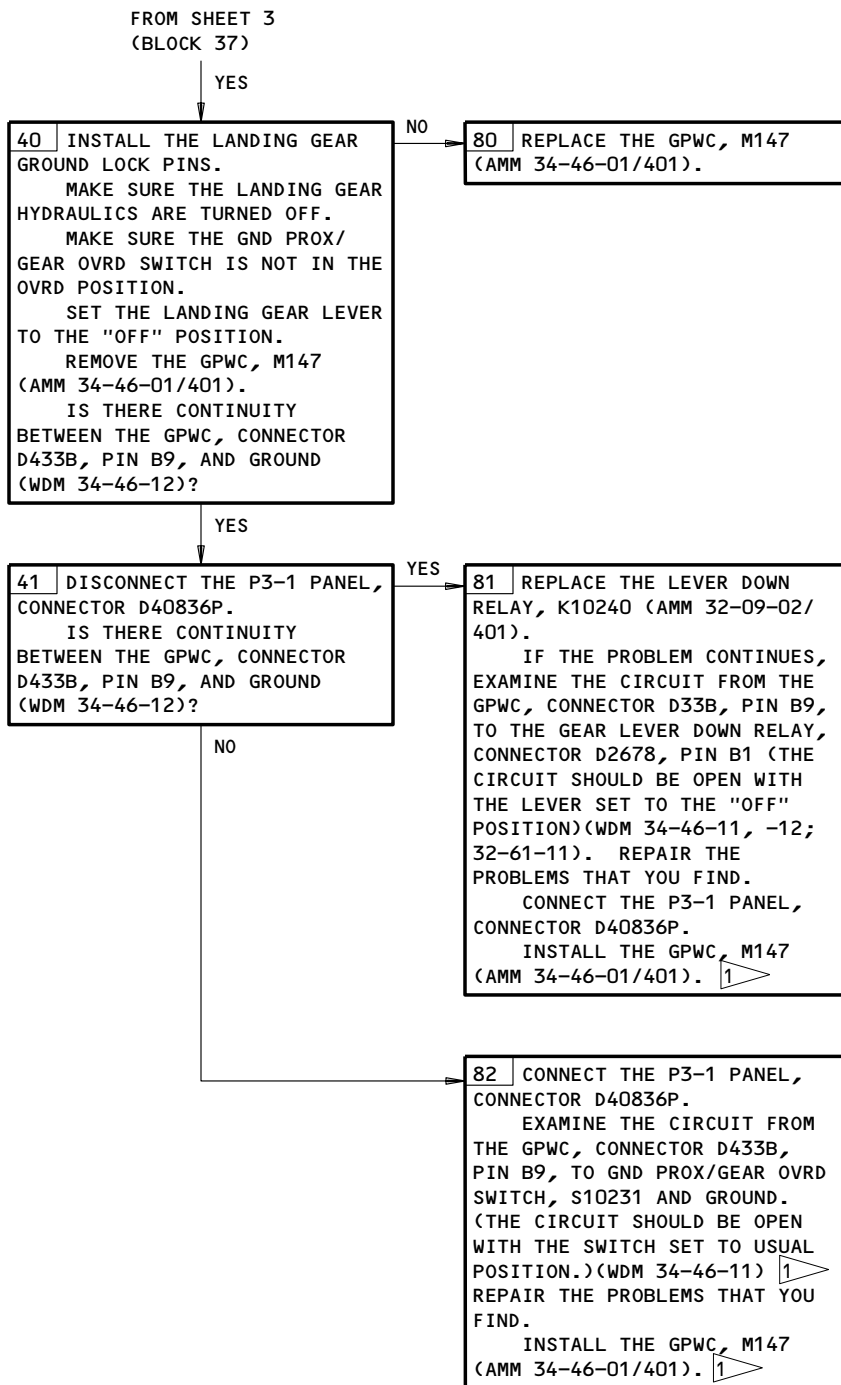 FROM SHEET 3
(BLOCK 37)
YES
40 INSTALL THE LANDING GEAR
GROUND LOCK PINS.
MAKE SURE THE LANDING GEAR
HYDRAULICS ARE TURNED OFF.
MAKE SURE THE GND PROX/
GEAR OVRD SWITCH IS NOT IN THE
OVRD POSITION.
SET THE LANDING GEAR LEVER
TO THE "OFF" POSITION.
REMOVE THE GPWC, M147
(AMM 34-46-01/401).
IS THERE CONTINUITY
BETWEEN THE GPWC, CONNECTOR
D433B, PIN B9, AND GROUND
(WDM 34-46-12)?
NO
80 REPLACE THE GPWC, M147
(AMM 34-46-01/401).
YES
41 DISCONNECT THE P3-1 PANEL,
CONNECTOR D40836P.
IS THERE CONTINUITY
BETWEEN THE GPWC, CONNECTOR
D433B, PIN B9, AND GROUND
(WDM 34-46-12)?
YES
81 REPLACE THE LEVER DOWN
RELAY, K10240 (AMM 32-09-02/
401).
IF THE PROBLEM CONTINUES,
EXAMINE THE CIRCUIT FROM THE
GPWC, CONNECTOR D33B, PIN B9,
TO THE GEAR LEVER DOWN RELAY,
CONNECTOR D2678, PIN B1 (THE
CIRCUIT SHOULD BE OPEN WITH
THE LEVER SET TO THE "OFF"
POSITION)(WDM 34-46-11, -12;
32-61-11). REPAIR THE
PROBLEMS THAT YOU FIND.
CONNECT THE P3-1 PANEL,
CONNECTOR D40836P.
INSTALL THE GPWC, M147
(AMM 34-46-01/401). 1
NO
82 CONNECT THE P3-1 PANEL,
CONNECTOR D40836P.
EXAMINE THE CIRCUIT FROM
THE GPWC, CONNECTOR D433B,
PIN B9, TO GND PROX/GEAR OVRD
SWITCH, S10231 AND GROUND.
(THE CIRCUIT SHOULD BE OPEN
WITH THE SWITCH SET TO USUAL
POSITION.)(WDM 34-46-11) 1
REPAIR THE PROBLEMS THAT YOU
FIND.
INSTALL THE GPWC, M147
(AMM 34-46-01/401). 1